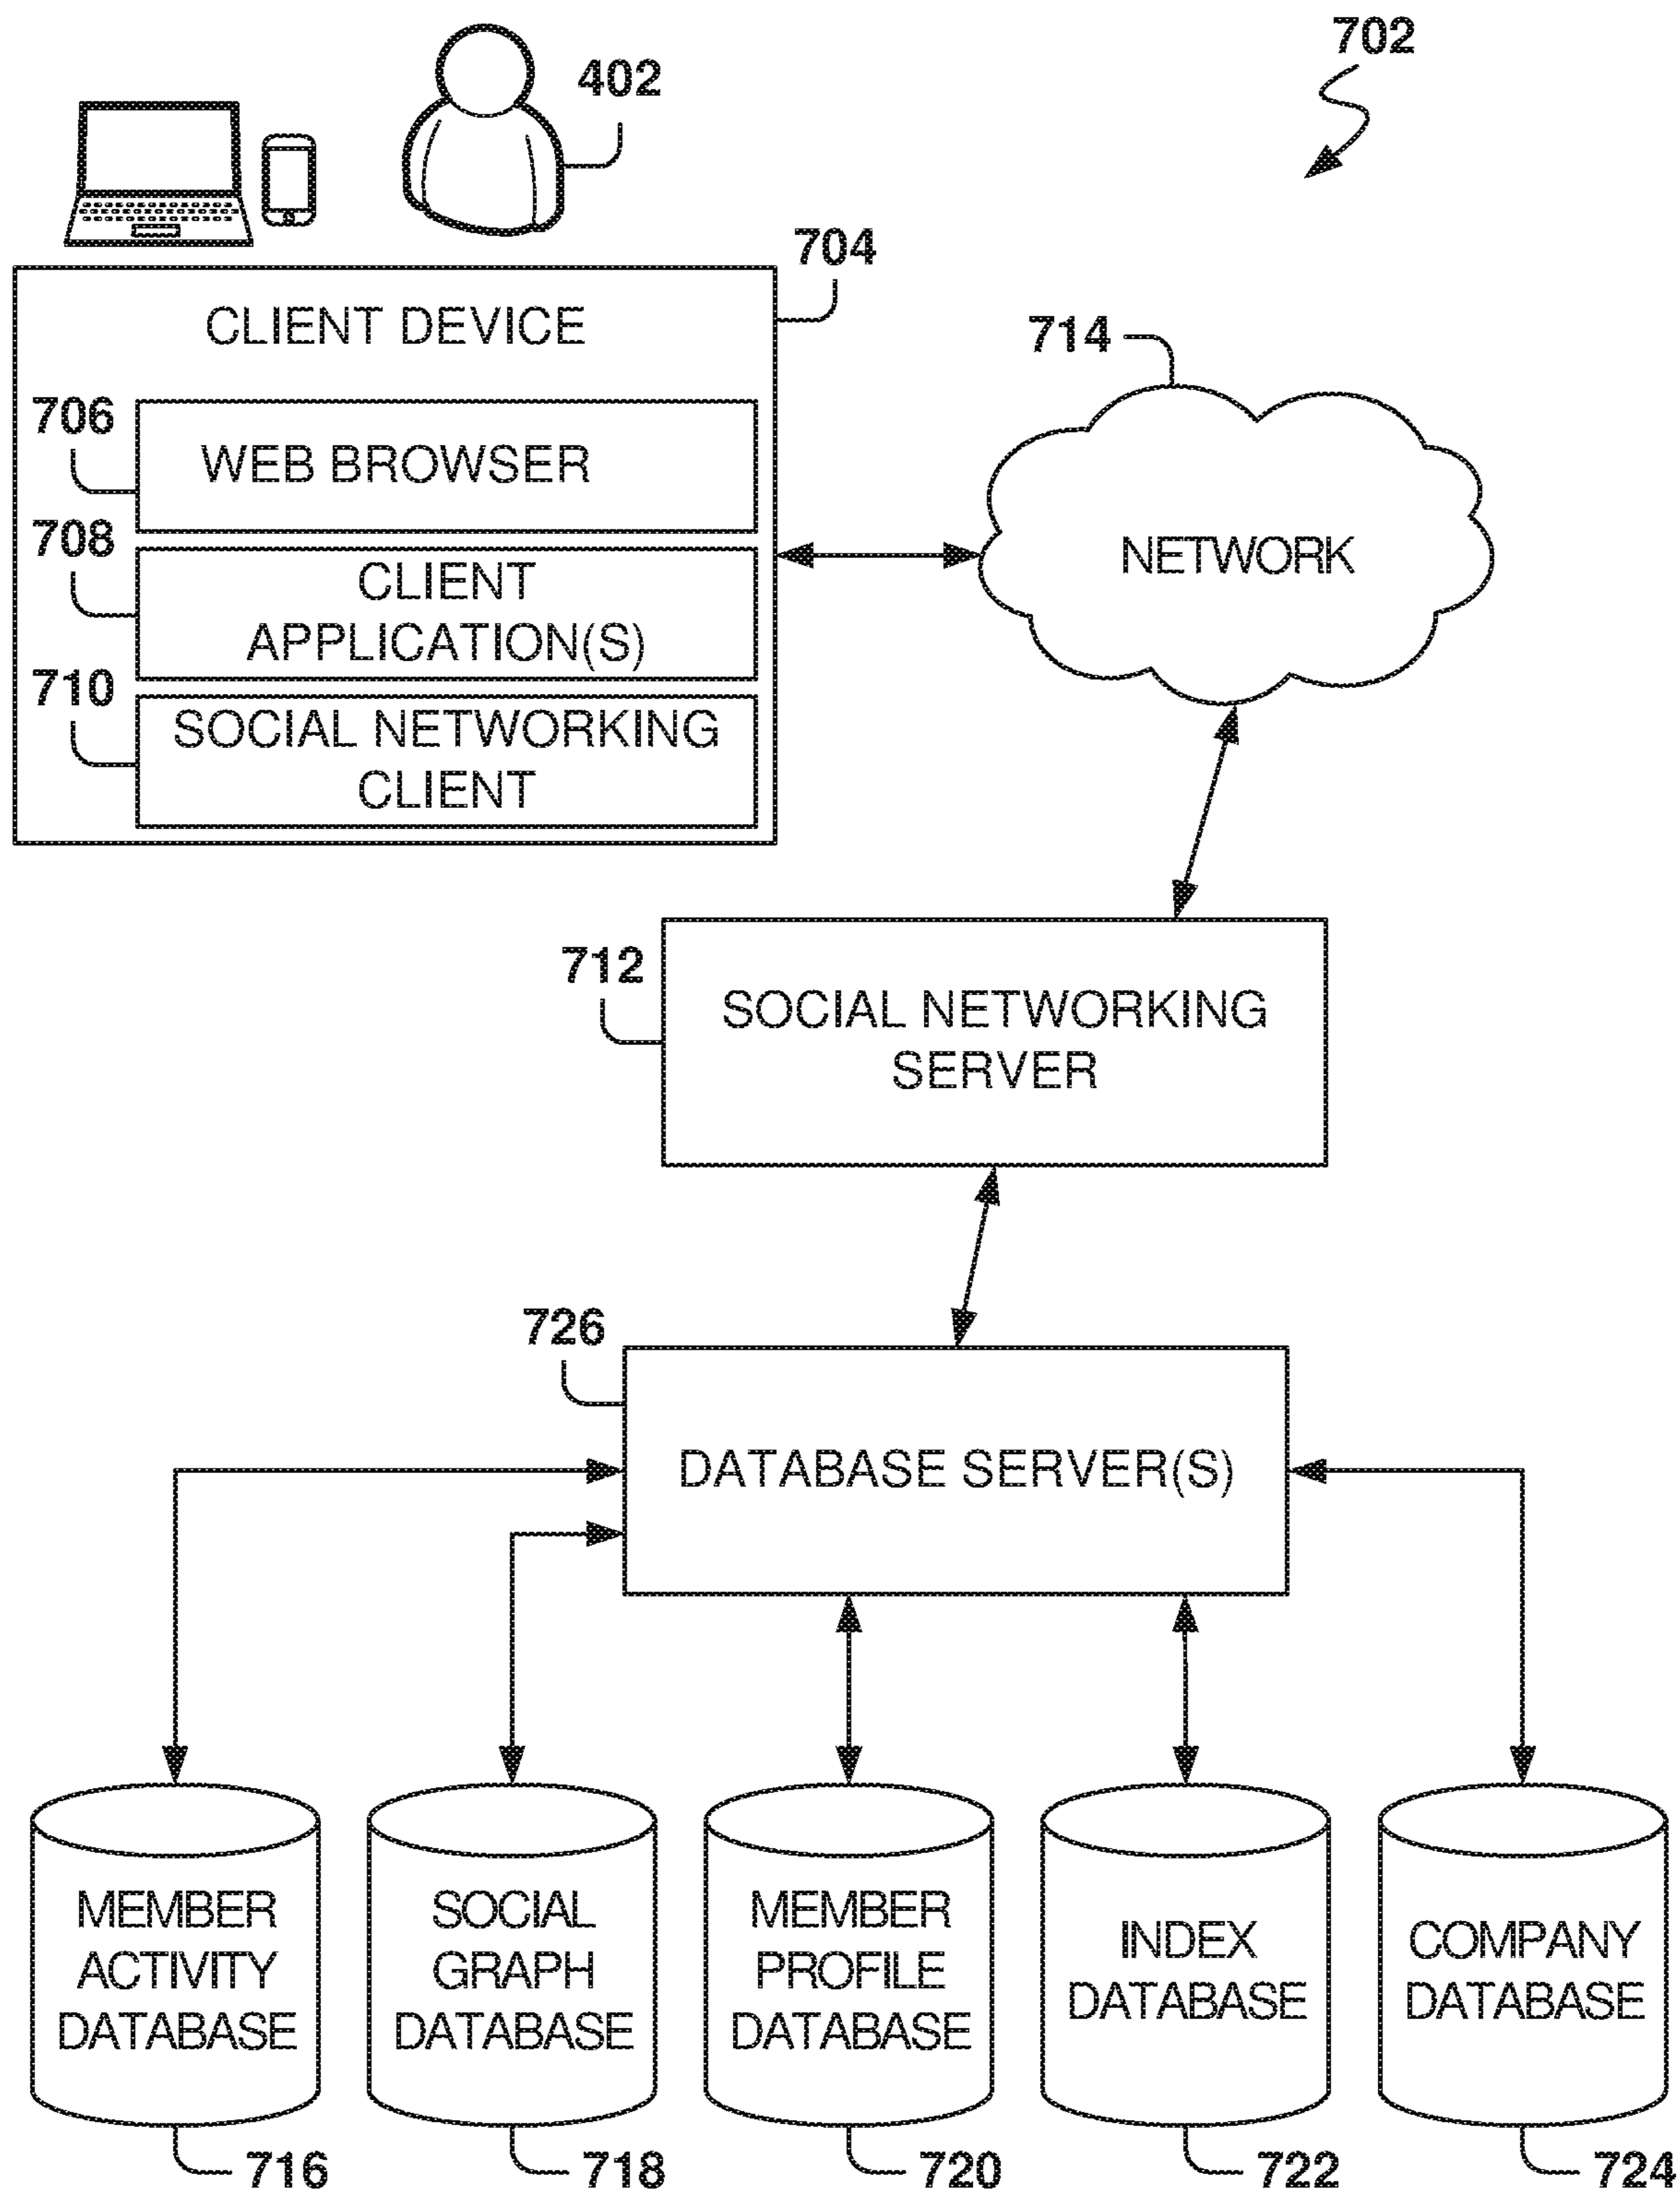 702
402
704
CLIENT DEVICE
714
706
WEB BROWSER
708
CLIENT
APPLICATION(S)
NETWORK
710
SOCIAL NETWORKING
CLIENT
712
SOCIAL NETWORKING
SERVER
726
DATABASE SERVER(S)
MEMBER
ACTIVITY
DATABASE
SOCIAL
GRAPH
DATABASE
MEMBER
PROFILE
DATABASE
INDEX
DATABASE
COMPANY
DATABASE
716
718
720
722
724